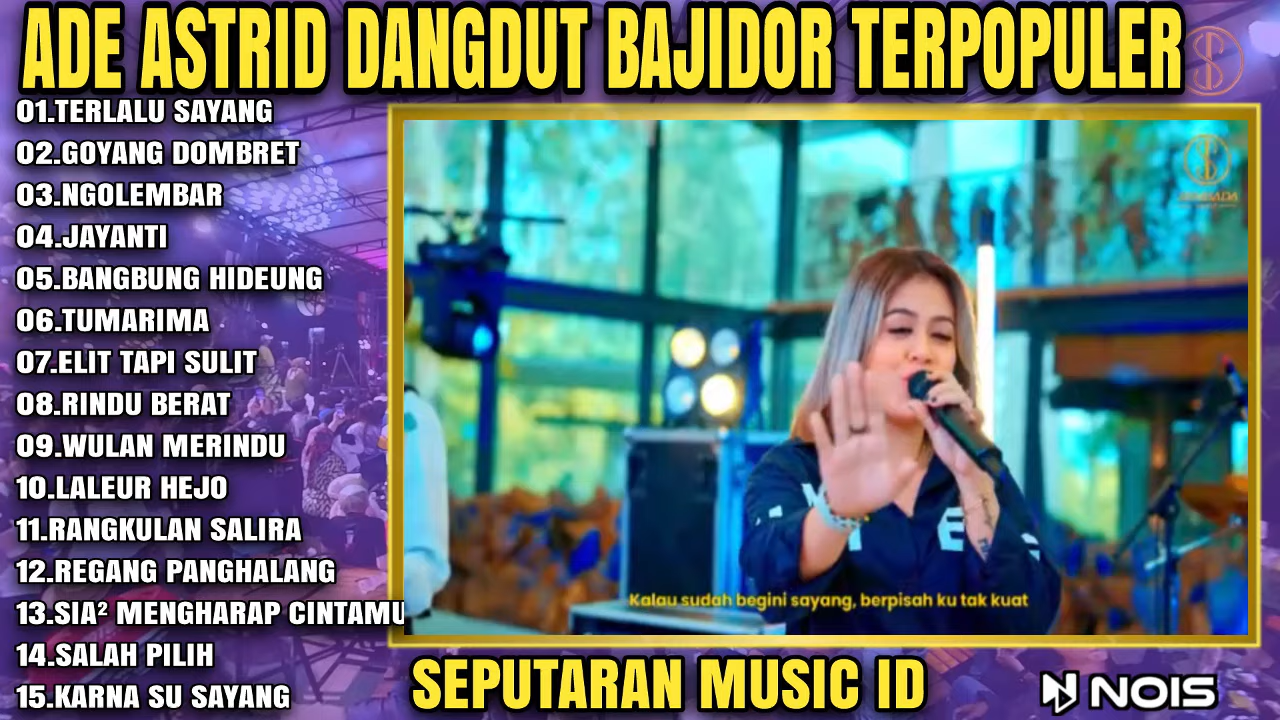 ADE ASTRID DANGDUT BAJIDOR TERPOPULER
01.TERLALU SAYANG
02.GOYANG DOMBRET
03.NGOLEMBAR
04.JAYANTI
05.BANGBUNG HIDEUNG
06.TUMARIMA
07.ELIT TAPI SULIT
08.RINDU BERAT
09.WULAN MERINDU
10.LALEUR HEJO
11.RANGKULAN SALIRA
12.REGANG PANGHALANG
13.SIA² MENGHARAP CINTAMU
14.SALAH PILIH
15.KARNA SU SAYANG
Kalau sudah begini sayang, berpisah ku tak kuat
SEPUTARAN MUSIC ID
NOIS